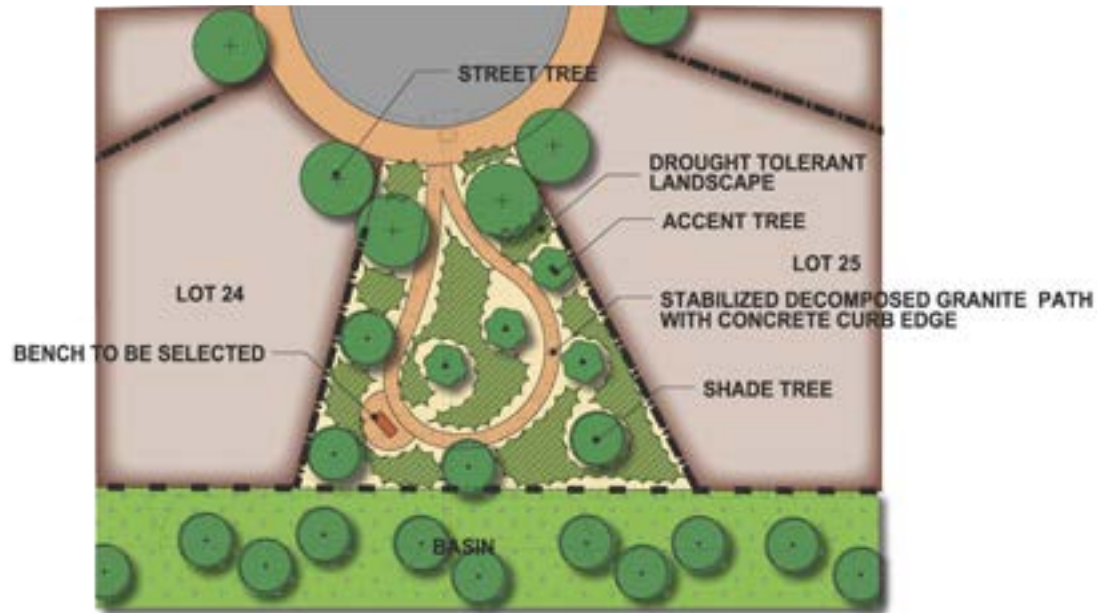 STREET TREE
DROUGHT TOLERANT
LANDSCAPE
ACCENT TREE
LOT 25
LOT 24
STABILIZED DECOMPOSED GRANITE PATH
WITH CONCRETE CURB EDGE
BENCH TO BE SELECTED
SHADE TREE
BASIN